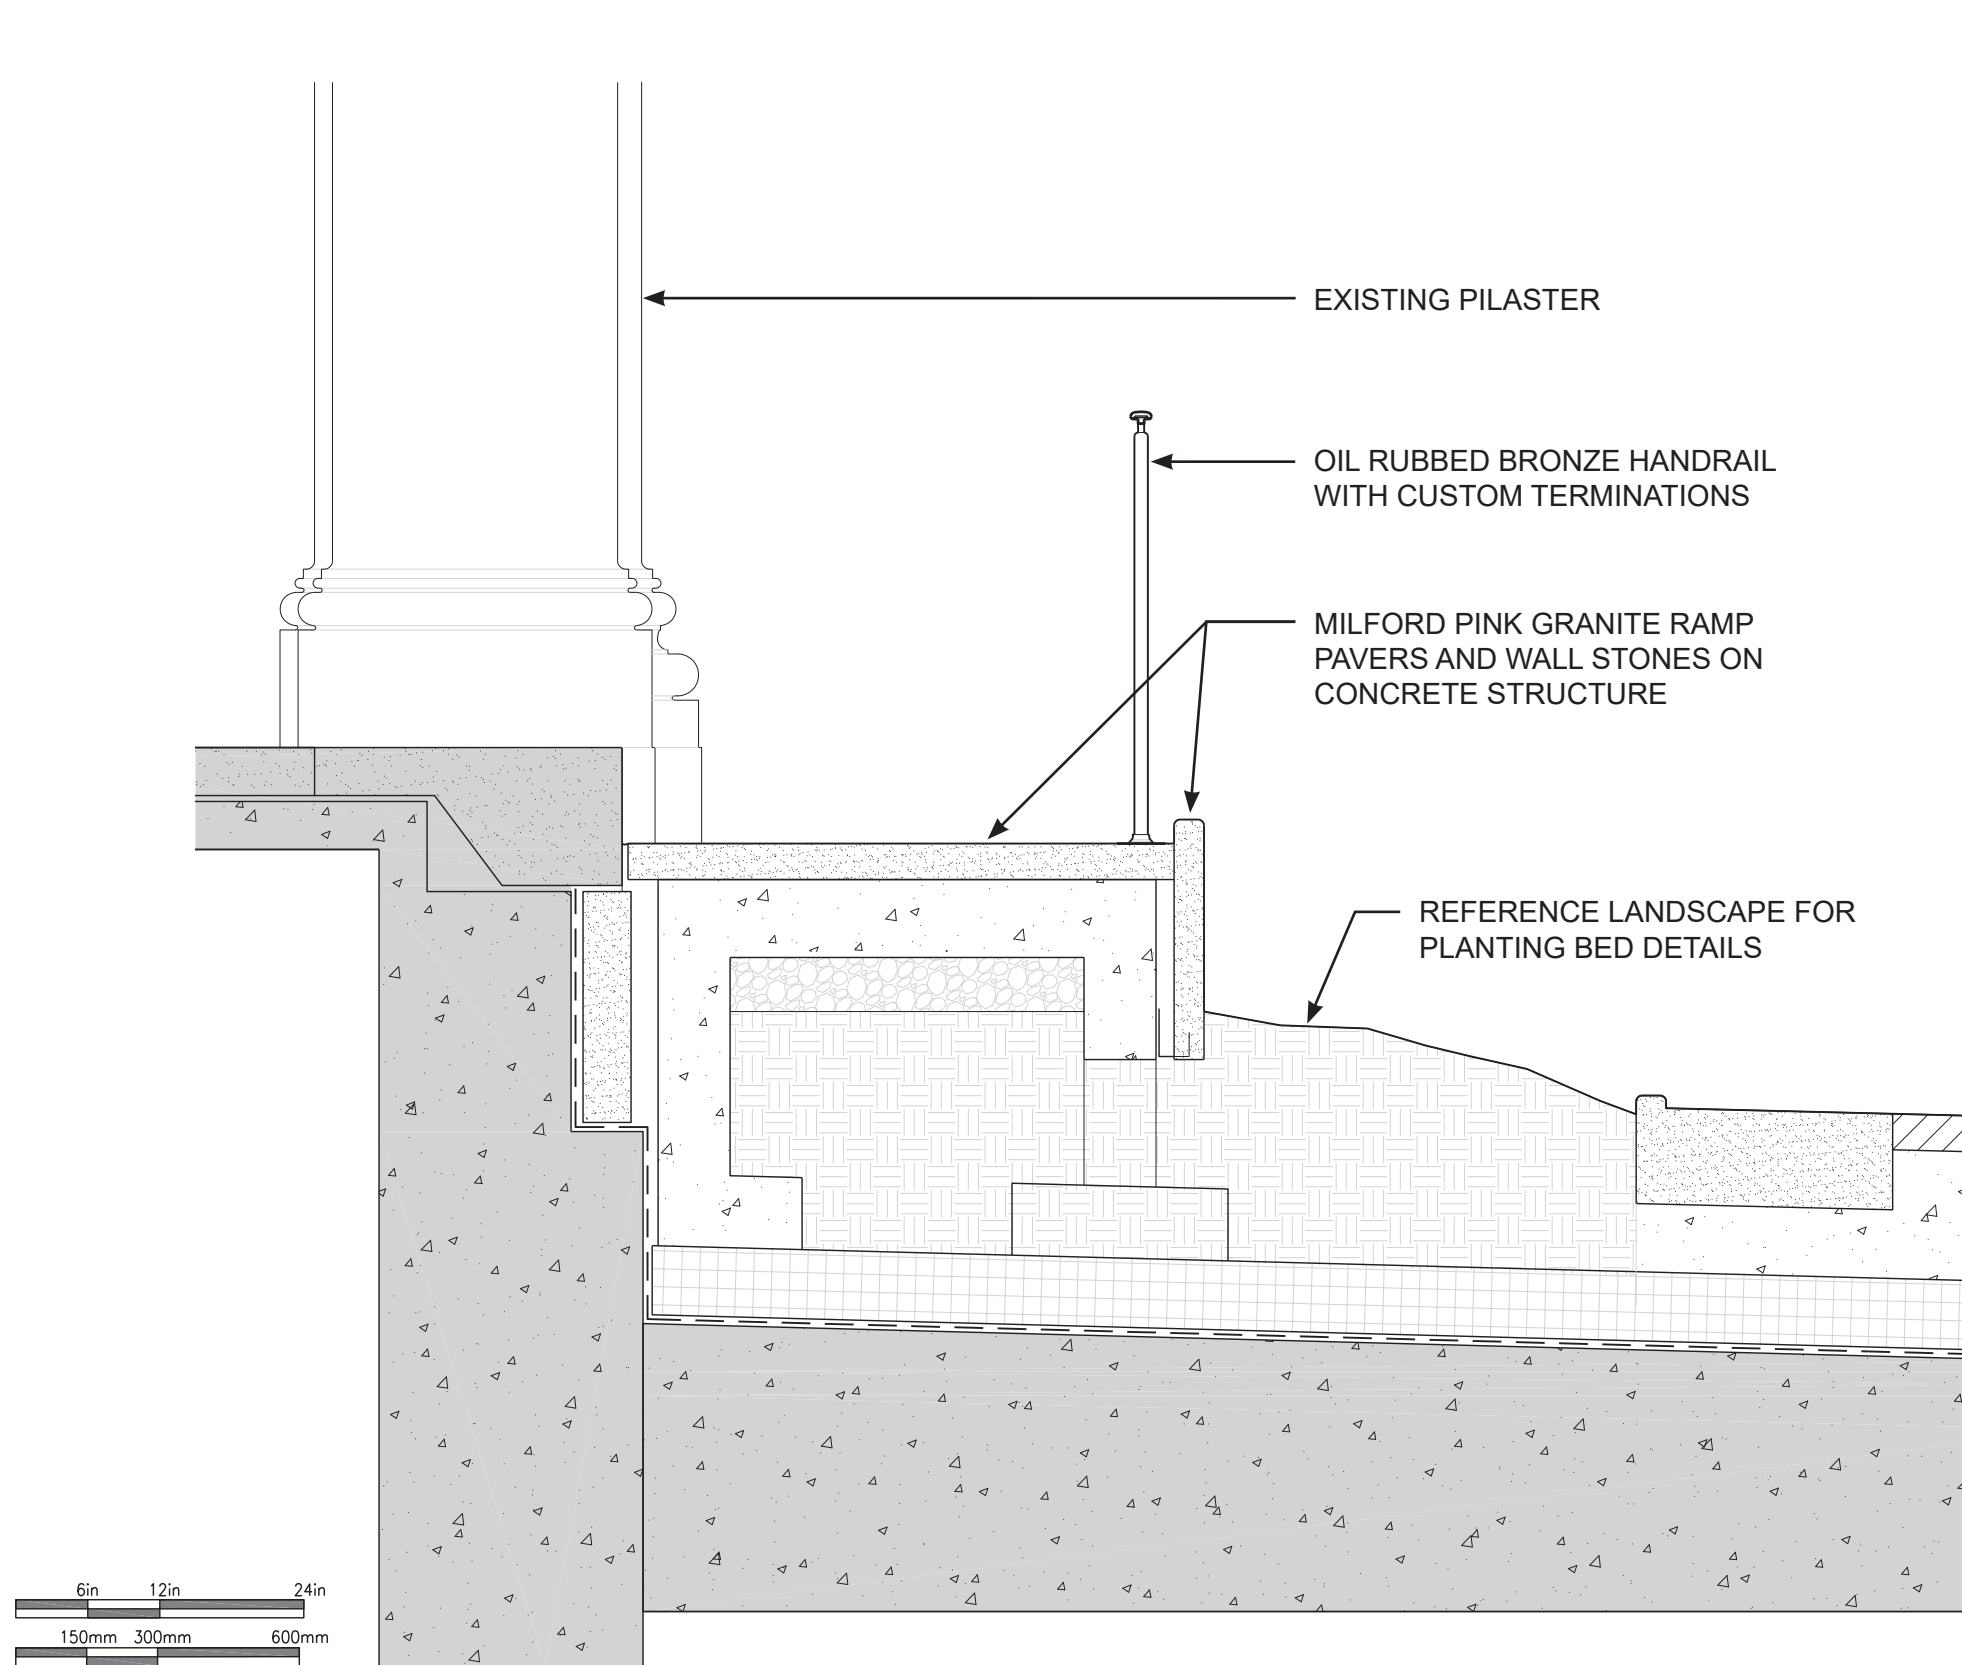 EXISTING PILASTER
OIL RUBBED BRONZE HANDRAIL
WITH CUSTOM TERMINATIONS
MILFORD PINK GRANITE RAMP
PAVERS AND WALL STONES ON
CONCRETE STRUCTURE
REFERENCE LANDSCAPE FOR
PLANTING BED DETAILS
6in 12in 24in
150mm 300mm 600mm